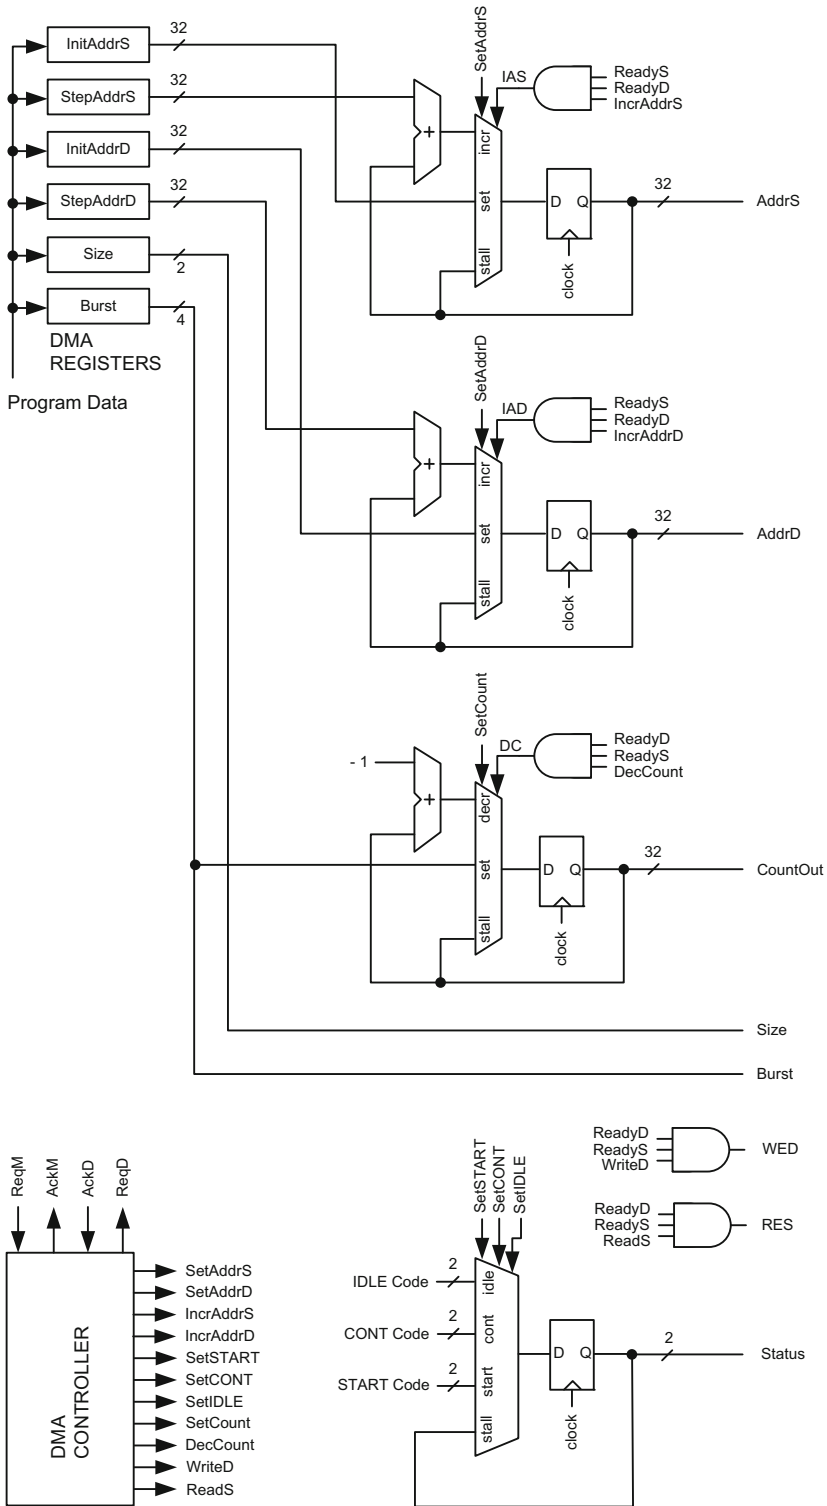 InitAddrS
32
StepAddrS
32
InitAddrD
32
StepAddrD
32
Size
2
Burst
4
DMA
REGISTERS
Program Data
SetAddrS
IAS
ReadyS
ReadyD
IncrAddrS
+
incr
set
stall
D Q
clock
32
AddrS
SetAddrD
IAD
ReadyS
ReadyD
IncrAddrD
+
incr
set
stall
D Q
clock
32
AddrD
SetCount
DC
ReadyD
ReadyS
DecCount
- 1
+
decr
set
stall
D Q
clock
32
CountOut
Size
Burst
ReadyD
ReadyS
WriteD
WED
ReadyD
ReadyS
ReadS
RES
ReqM
AckM
AckD
ReqD
DMA
CONTROLLER
SetAddrS
SetAddrD
IncrAddrS
IncrAddrD
SetSTART
SetCONT
SetIDLE
SetCount
DecCount
WriteD
ReadS
SetSTART
SetCONT
SetIDLE
IDLE Code
2
CONT Code
2
START Code
2
idle
cont
start
stall
D Q
clock
2
Status